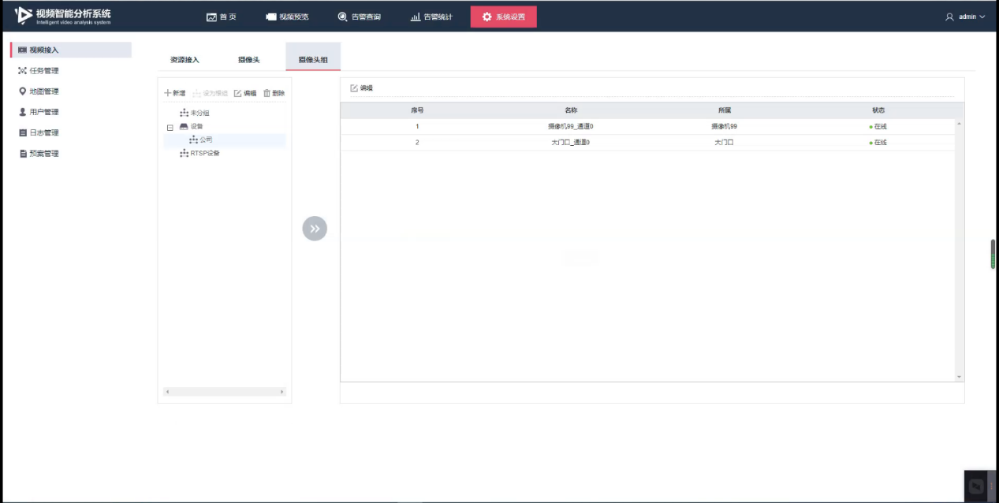 视频智能分析系统
Intelligent video analysis system
首页
视频预览
告警查询
告警统计
系统设置
admin
视频接入
任务管理
地图管理
用户管理
日志管理
预案管理
资源接入
摄像头
摄像头组
新增
设为根组
编辑
删除
未分组
设备
公司
RTSP设备
编辑
序号 名称 所属 状态
1 摄像机99_通道0 摄像机99 在线
2 大门口_通道0 大门口 在线